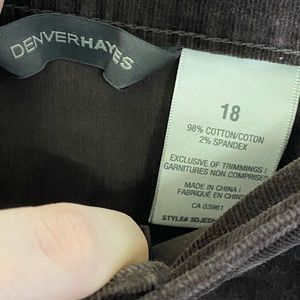 DENVERHAYES
18
98% COTTON/COTON
2% SPANDEX
EXCLUSIVE OF TRIMMINGS /
GARNITURES NON COMPRISES
MADE IN CHINA /
FABRIQUÉ EN CHINE
CA 03961
STYLE#